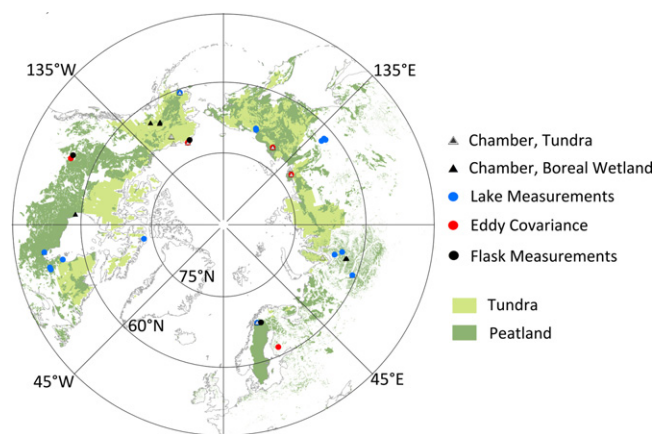 135°W
135°E
Chamber, Tundra
Chamber, Boreal Wetland
Lake Measurements
Eddy Covariance
Flask Measurements
75°N
Tundra
60°N
Peatland
45°W
45°E